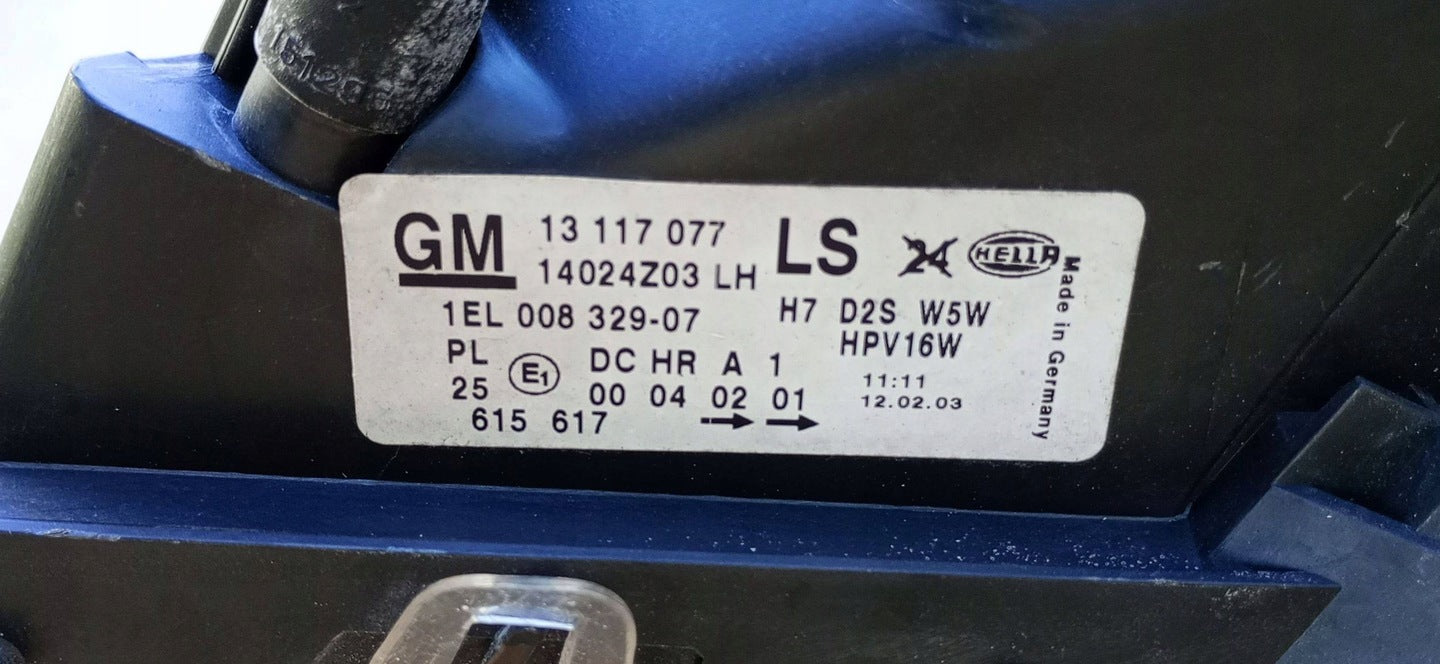 GM 13 117 077 LS 24 HELLA
14024Z03 LH
1EL 008 329-07 H7 D2S W5W
HPV16W
PL DC HR A 1
25 E1 00 04 02 01
615 617
11:11
12.02.03
Made in Germany